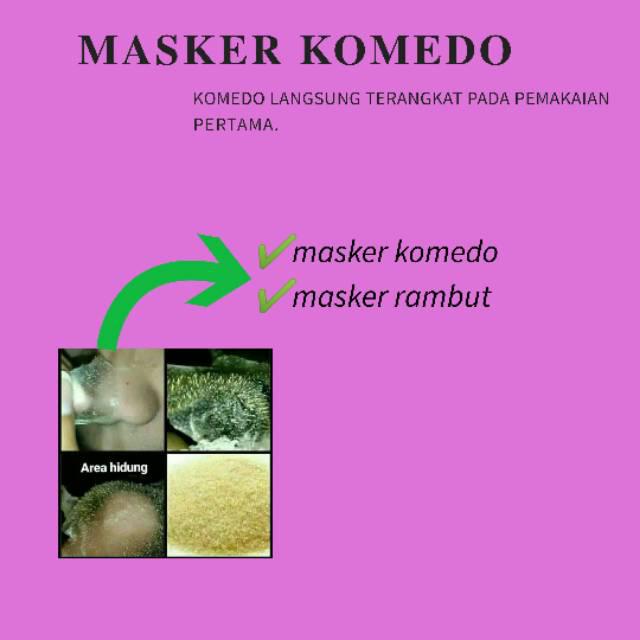 MASKER KOMEDO
KOMEDO LANGSUNG TERANGKAT PADA PEMAKAIAN
PERTAMA.
✔masker komedo
✔masker rambut
Area hidung